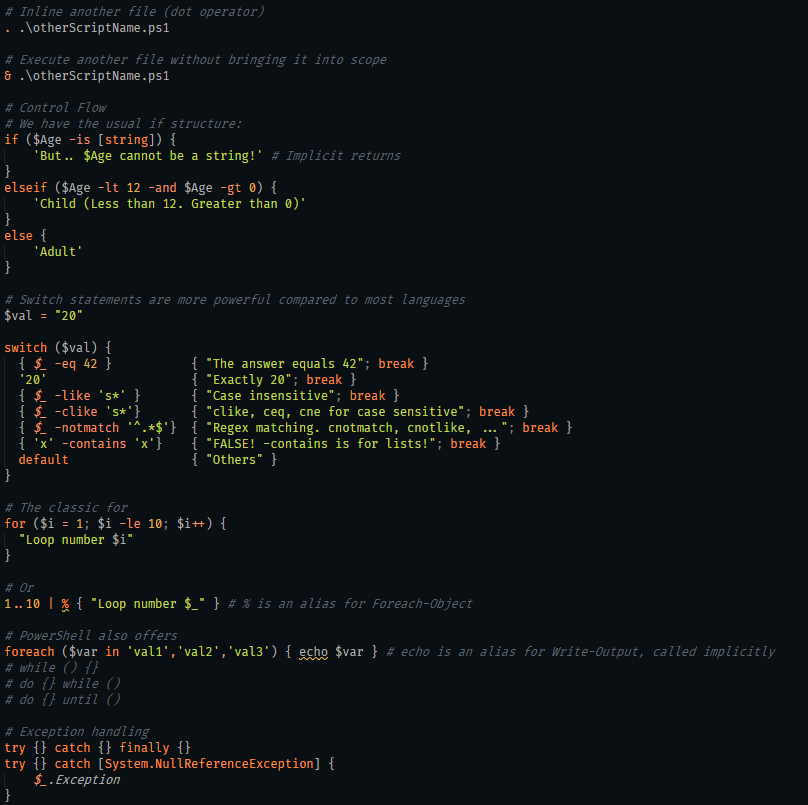 # Inline another file (dot operator)
. .\otherScriptName.ps1

# Execute another file without bringing it into scope
& .\otherScriptName.ps1

# Control Flow
# We have the usual if structure:
if ($Age -is [string]) {
    'But.. $Age cannot be a string!' # Implicit returns
}
elseif ($Age -lt 12 -and $Age -gt 0) {
    'Child (Less than 12. Greater than 0)'
}
else {
    'Adult'
}

# Switch statements are more powerful compared to most languages
$val = "20"

switch ($val) {
  { $_ -eq 42 }           { "The answer equals 42"; break }
  '20'                    { "Exactly 20"; break }
  { $_ -like 's*' }       { "Case insensitive"; break }
  { $_ -clike 's*'}       { "clike, ceq, cne for case sensitive"; break }
  { $_ -notmatch '^.*$'}  { "Regex matching. cnotmatch, cnotlike, ..."; break }
  { 'x' -contains 'x'}    { "FALSE! -contains is for lists!"; break }
  default                 { "Others" }
}

# The classic for
for ($i = 1; $i -le 10; $i++) {
  "Loop number $i"
}

# Or
1..10 | % { "Loop number $_" } # % is an alias for Foreach-Object

# PowerShell also offers
foreach ($var in 'val1','val2','val3') { echo $var } # echo is an alias for Write-Output, called implicitly
# while () {}
# do {} while ()
# do {} until ()

# Exception handling
try {} catch {} finally {}
try {} catch [System.NullReferenceException] {
    $_.Exception
}